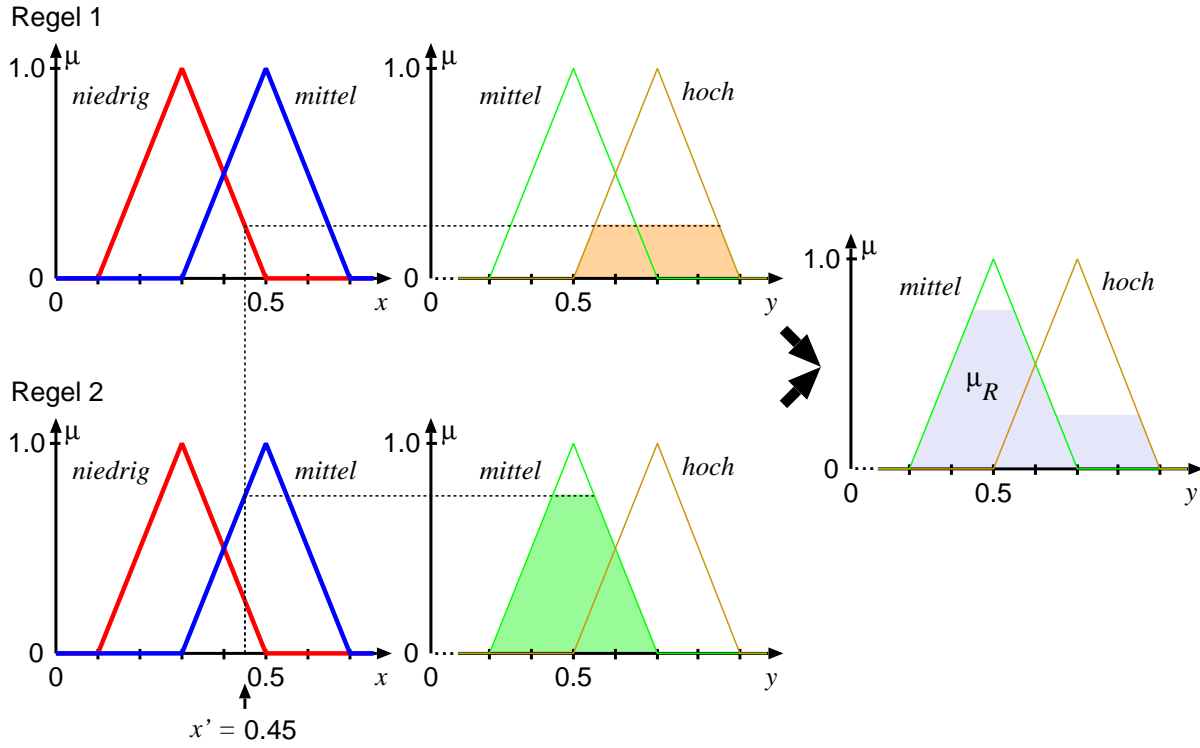 Regel 1
1.0 μ
niedrig mittel
0
0 0.5 x
1.0 μ
mittel hoch
0
0 0.5 y
Regel 2
1.0 μ
niedrig mittel
0
0 0.5 x
x’ = 0.45
1.0 μ
mittel hoch
0
0 0.5 y
1.0 μ
mittel hoch
μR
0
0 0.5 y